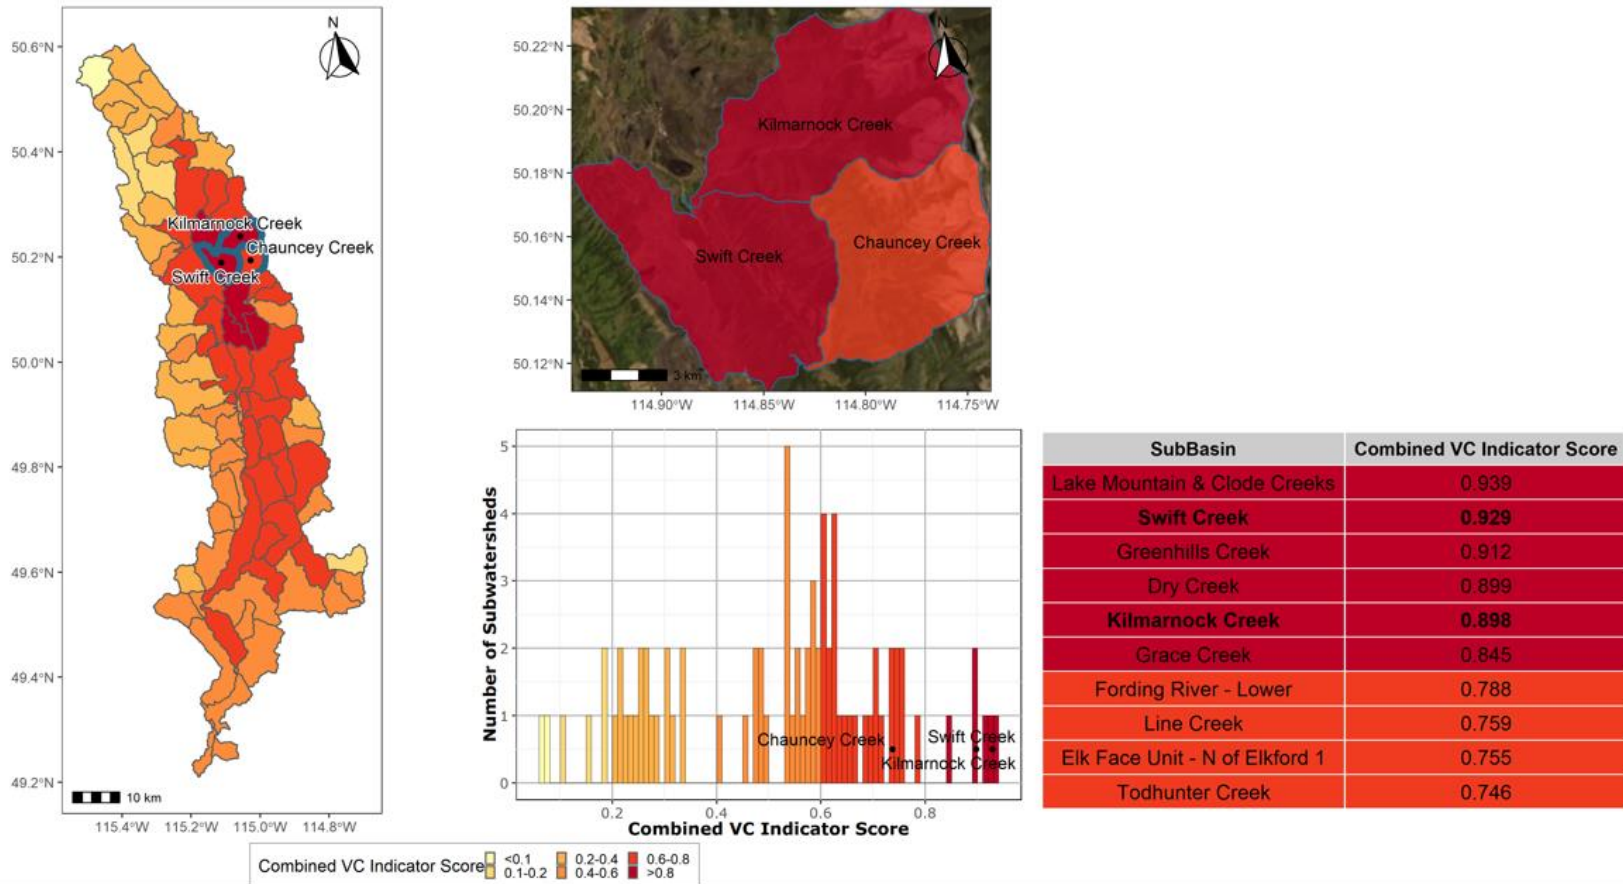 N
50.6°N
50.4°N
50.2°N
50.0°N
49.8°N
49.6°N
49.4°N
49.2°N
Kilmarnock Creek
Chauncey Creek
Swift Creek
10 km
115.4°W 115.2°W 115.0°W 114.8°W
N
50.22°N
50.20°N
50.18°N
50.16°N
50.14°N
50.12°N
Kilmarnock Creek
Swift Creek
Chauncey Creek
3 km
114.90°W 114.85°W 114.80°W 114.75°W
Number of Subwatersheds
5
4
3
2
1
0
Chauncey Creek
Swift Creek
Kilmarnock Creek
0.2 0.4 0.6 0.8
Combined VC Indicator Score
SubBasin Combined VC Indicator Score
Lake Mountain & Clode Creeks 0.939
Swift Creek 0.929
Greenhills Creek 0.912
Dry Creek 0.899
Kilmarnock Creek 0.898
Grace Creek 0.845
Fording River - Lower 0.788
Line Creek 0.759
Elk Face Unit - N of Elkford 1 0.755
Todhunter Creek 0.746
Combined VC Indicator Score
<0.1 0.2-0.4 0.6-0.8
0.1-0.2 0.4-0.6 >0.8